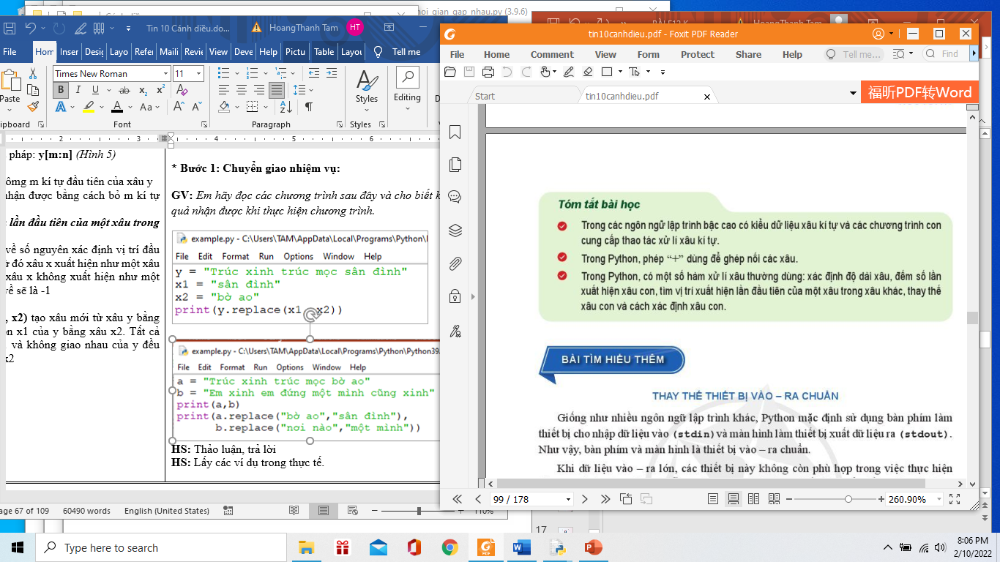 noi_gian_gap_nhau.py (3.9.6)
Tin 10 Cánh diều.do...
HoangThanh Tam
HT
File Hom Inser Desig Layo Refer Maili Revie View Deve Help Pictu Table Layou Tell me
Times New Roman 11
Paste
B I U ab x₂ x²
A A Aa A A
Styles
Editing
Clipboard Font Paragraph Styles
2 3 4 5 6
pháp: y[m:n] (Hình 5)
m kí tự đầu tiên của xâu y
nhận được bằng cách bỏ m kí tự
lần đầu tiên của một xâu trong
về số nguyên xác định vị trí đầu
đó xâu x xuất hiện như một xâu
xâu x không xuất hiện như một
về sẽ là -1
, x2) tạo xâu mới từ xâu y bằng
x1 của y bằng xâu x2. Tất cả
và không giao nhau của y đều
x2
* Bước 1: Chuyển giao nhiệm vụ:
GV: Em hãy đọc các chương trình sau đây và cho biết k
quả nhận được khi thực hiện chương trình.
example.py - C:\Users\TAM\AppData\Local\Programs\Python\
File Edit Format Run Options Window Help
y = "Trúc xinh trúc mọc sân đình"
x1 = "sân đình"
x2 = "bờ ao"
print(y.replace(x1, x2))
example.py - C:\Users\TAM\AppData\Local\Programs\Python\Python39
File Edit Format Run Options Window Help
a = "Trúc xinh trúc mọc bờ ao"
b = "Em xinh em đứng một mình cũng xinh"
print(a,b)
print(a.replace("bờ ao","sân đình"),
b.replace("nơi nào","một mình"))
HS: Thảo luận, trả lời
HS: Lấy các ví dụ trong thực tế.
age 67 of 109 60490 words English (United States) 110%
17
tin10canhdieu.pdf - Foxit PDF Reader
File Home Comment View Form Protect Share Help Tell me... Find
Start tin10canhdieu.pdf 福昕PDF转Word
Tóm tắt bài học
Trong các ngôn ngữ lập trình bậc cao có kiểu dữ liệu xâu kí tự và các chương trình con
cung cấp thao tác xử lí xâu kí tự.
Trong Python, phép “+” dùng để ghép nối các xâu.
Trong Python, có một số hàm xử lí xâu thường dùng: xác định độ dài xâu, đếm số lần
xuất hiện xâu con, tìm vị trí xuất hiện lần đầu tiên của một xâu trong xâu khác, thay thế
xâu con và cách xác định xâu con.
BÀI TÌM HIỂU THÊM
THAY THẾ THIẾT BỊ VÀO – RA CHUẨN
Giống như nhiều ngôn ngữ lập trình khác, Python mặc định sử dụng bàn phím làm
thiết bị cho nhập dữ liệu vào (stdin) và màn hình làm thiết bị xuất dữ liệu ra (stdout).
Như vậy, bàn phím và màn hình là thiết bị vào – ra chuẩn.
Khi dữ liệu vào – ra lớn, các thiết bị này không còn phù hợp trong việc thực hiện
99 / 178 260.90%
Type here to search
8:06 PM
2/10/2022